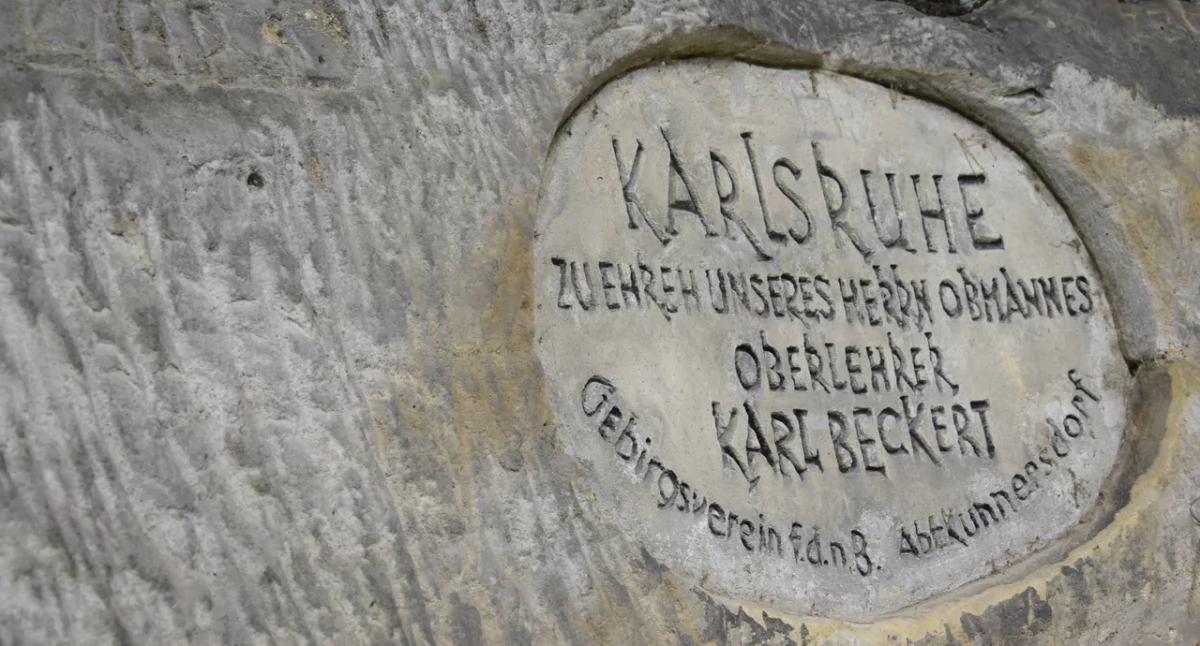 KARLSRUHE
ZU EHREN UNSERES HERRN OBMANNES
OBERLEHRER
KARL BECKERT
Gebirgsverein f.d.n.B. Abt. Kunnersdorf